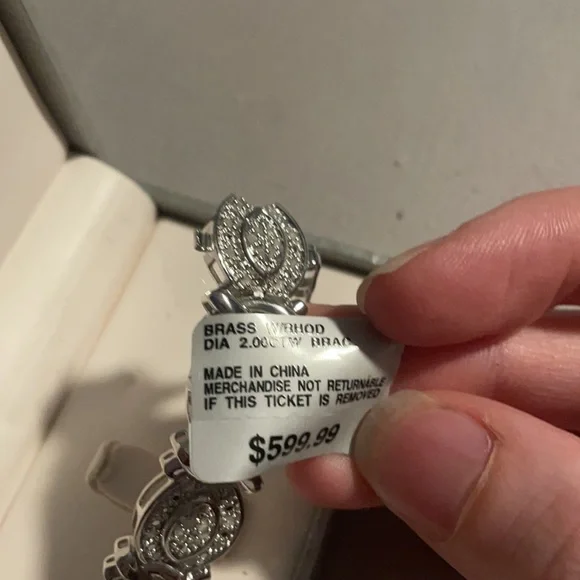 BRASS W/RHOD
DIA 2.00CTW BRAC
MADE IN CHINA
MERCHANDISE NOT RETURNABLE
IF THIS TICKET IS REMOVED
$599.99